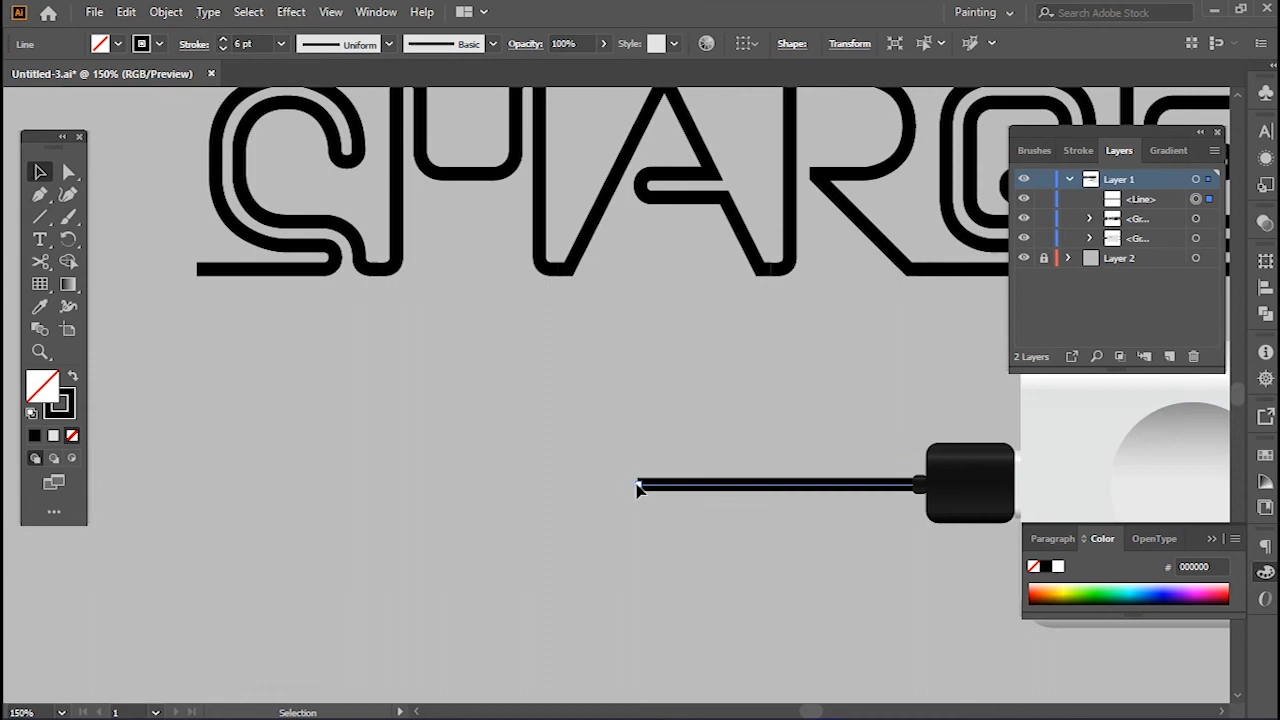 Ai File Edit Object Type Select Effect View Window Help Painting Search Adobe Stock
Line Stroke: 6 pt Uniform Basic Opacity: 100% Style: Shape: Transform
Untitled-3.ai* @ 150% (RGB/Preview)
Brushes Stroke Layers Gradient
Layer 1
<Line>
<Gr...
<Gr...
Layer 2
2 Layers
Paragraph Color OpenType
# 000000
150% 1 Selection